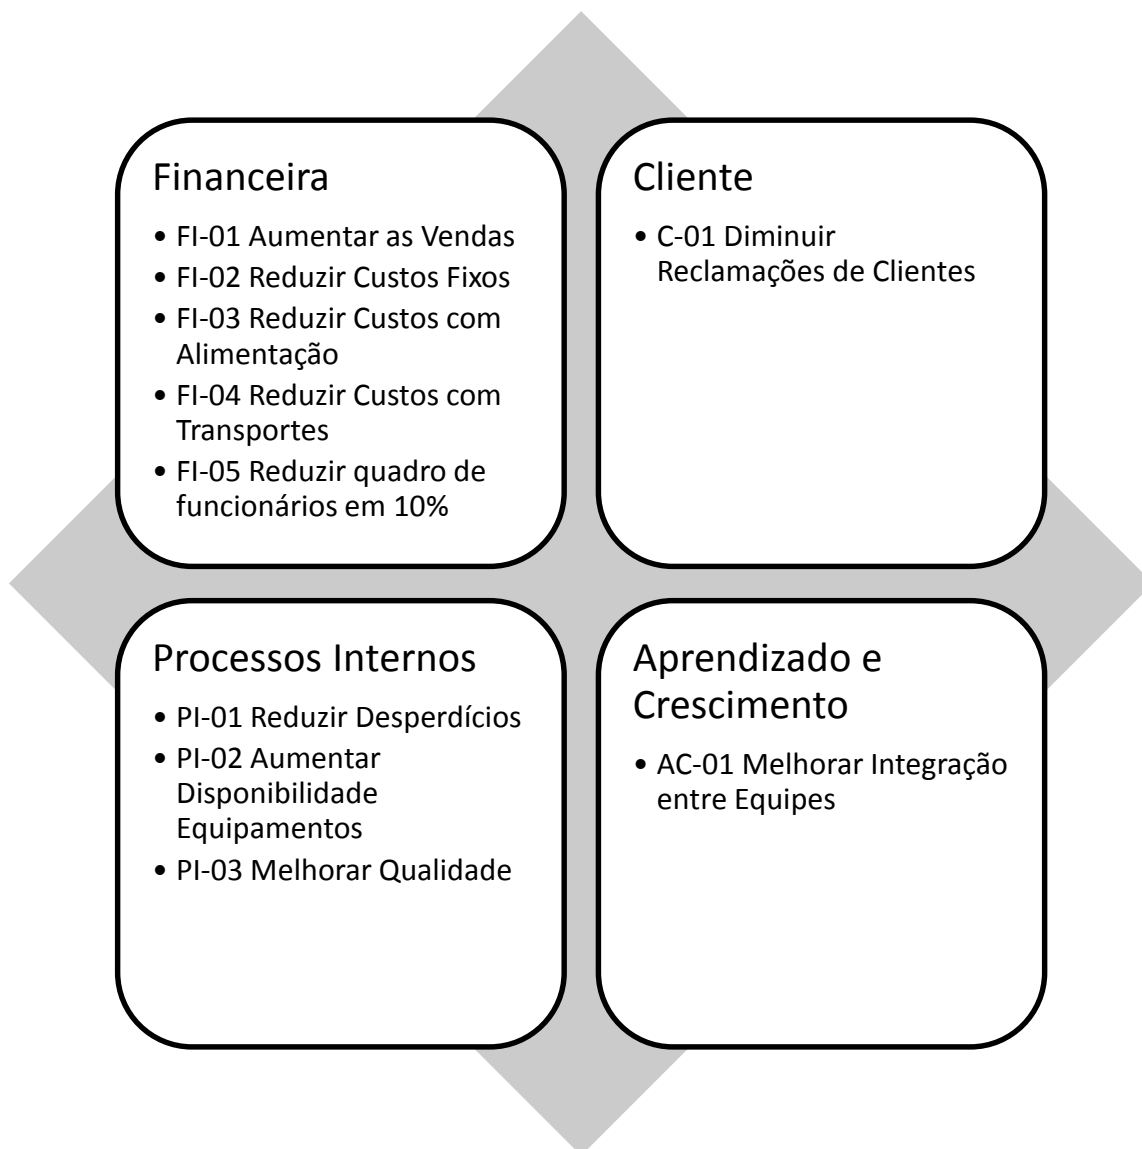 Financeira
• FI-01 Aumentar as Vendas
• FI-02 Reduzir Custos Fixos
• FI-03 Reduzir Custos com
Alimentação
• FI-04 Reduzir Custos com
Transportes
• FI-05 Reduzir quadro de
funcionários em 10%
Cliente
• C-01 Diminuir
Reclamações de Clientes
Processos Internos
• PI-01 Reduzir Desperdícios
• PI-02 Aumentar
Disponibilidade
Equipamentos
• PI-03 Melhorar Qualidade
Aprendizado e
Crescimento
• AC-01 Melhorar Integração
entre Equipes